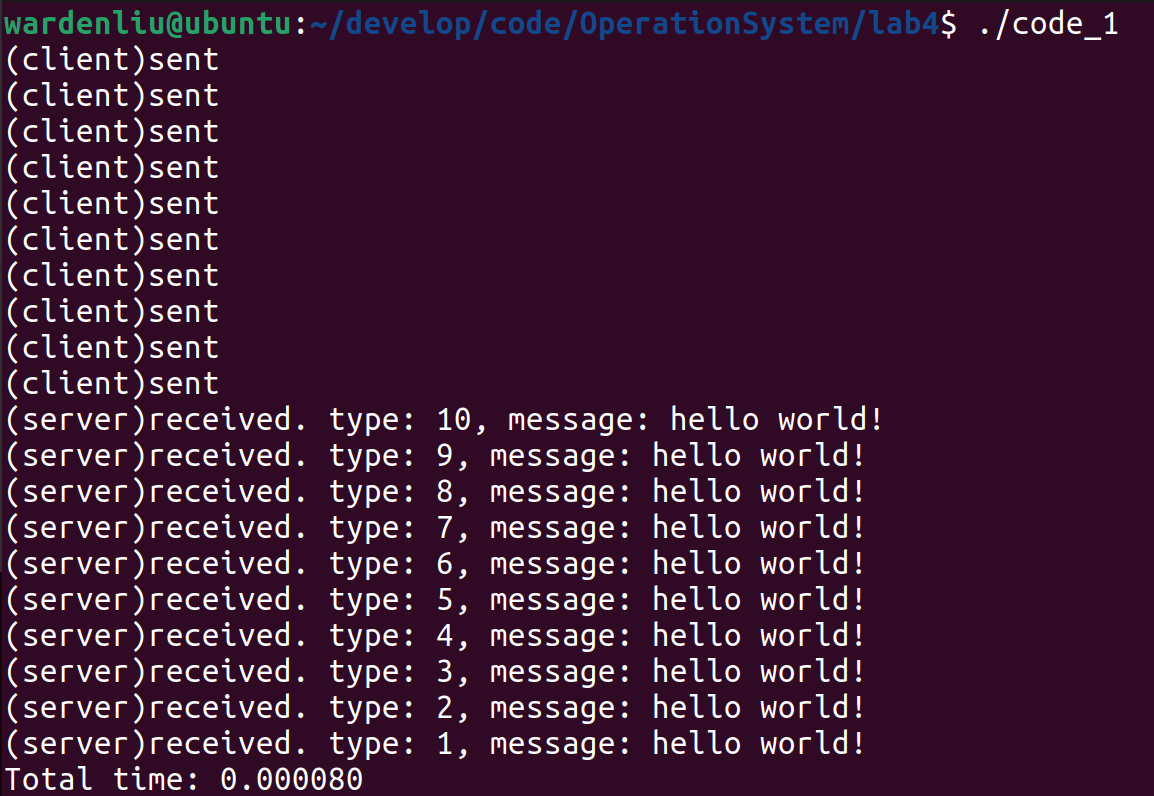 wardenliu@ubuntu:~/develop/code/OperationSystem/lab4$ ./code_1
(client)sent
(client)sent
(client)sent
(client)sent
(client)sent
(client)sent
(client)sent
(client)sent
(client)sent
(client)sent
(server)received. type: 10, message: hello world!
(server)received. type: 9, message: hello world!
(server)received. type: 8, message: hello world!
(server)received. type: 7, message: hello world!
(server)received. type: 6, message: hello world!
(server)received. type: 5, message: hello world!
(server)received. type: 4, message: hello world!
(server)received. type: 3, message: hello world!
(server)received. type: 2, message: hello world!
(server)received. type: 1, message: hello world!
Total time: 0.000080